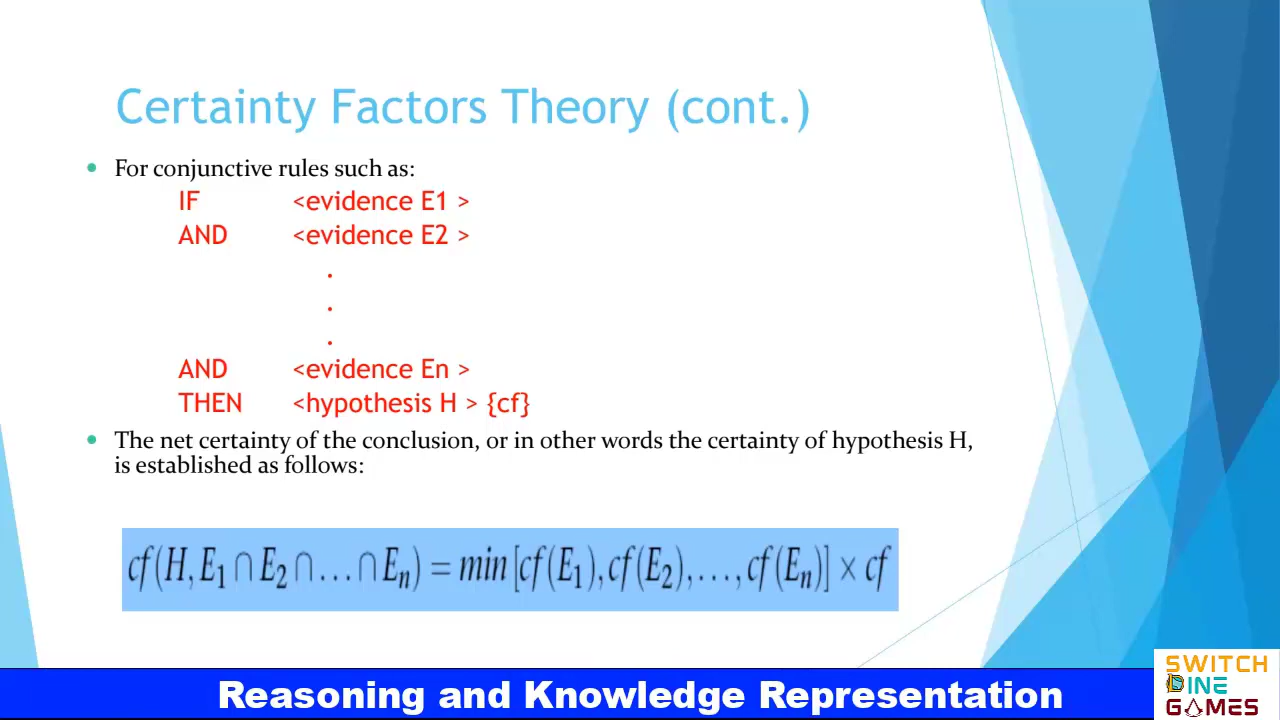 Certainty Factors Theory (cont.)
• For conjunctive rules such as:
IF <evidence E1 >
AND <evidence E2 >
.
.
.
AND <evidence En >
THEN <hypothesis H > {cf}
• The net certainty of the conclusion, or in other words the certainty of hypothesis H,
is established as follows:
cf(H, E₁ ∩ E₂ ∩ … ∩ Eₙ) = min [cf(E₁), cf(E₂), …, cf(Eₙ)] × cf
Reasoning and Knowledge Representation
SWITCH
DINE
GAMES